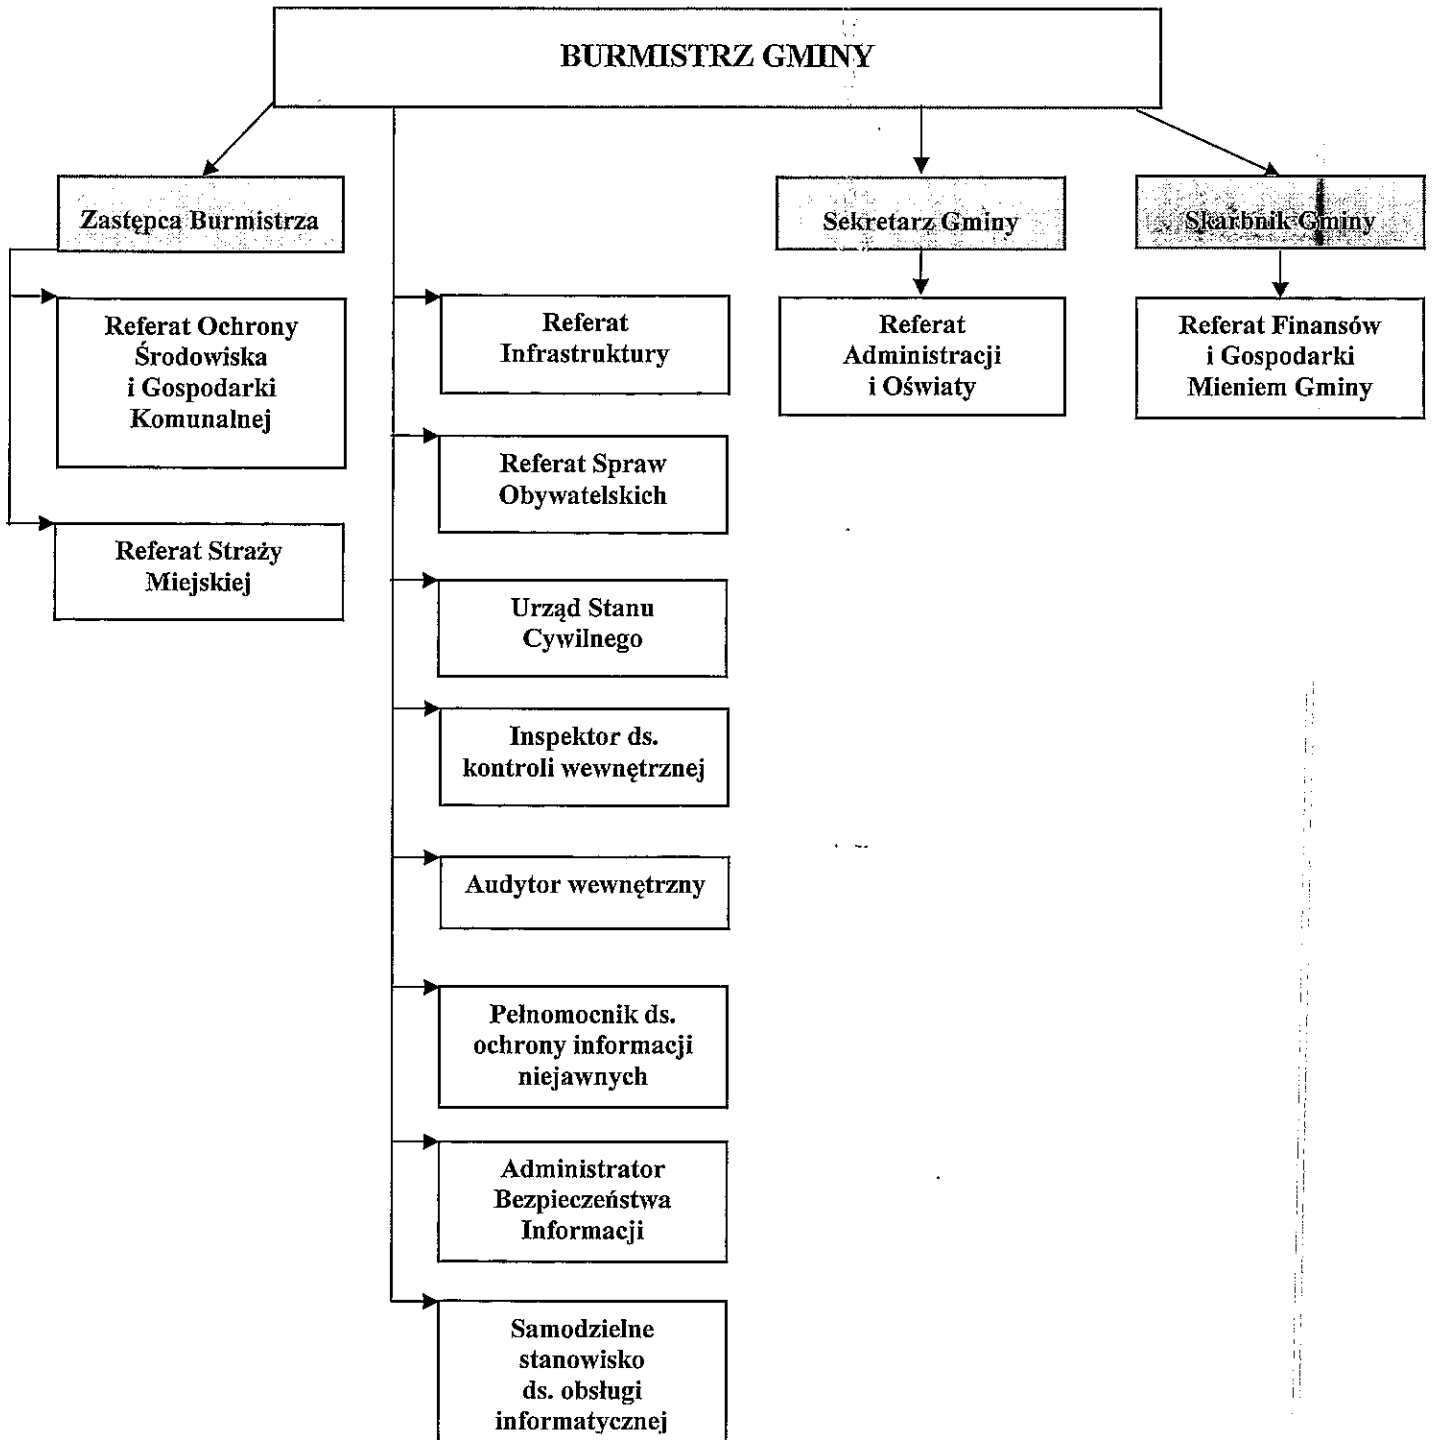 BURMISTRZ GMINY
Zastępca Burmistrza
Sekretarz Gminy
Skarbnik Gminy
Referat Ochrony
Środowiska
i Gospodarki
Komunalnej
Referat Straży
Miejskiej
Referat
Infrastruktury
Referat Spraw
Obywatelskich
Urząd Stanu
Cywilnego
Inspektor ds.
kontroli wewnętrznej
Audytor wewnętrzny
Pełnomocnik ds.
ochrony informacji
niejawnych
Administrator
Bezpieczeństwa
Informacji
Samodzielne
stanowisko
ds. obsługi
informatycznej
Referat
Administracji
i Oświaty
Referat Finansów
i Gospodarki
Mieniem Gminy